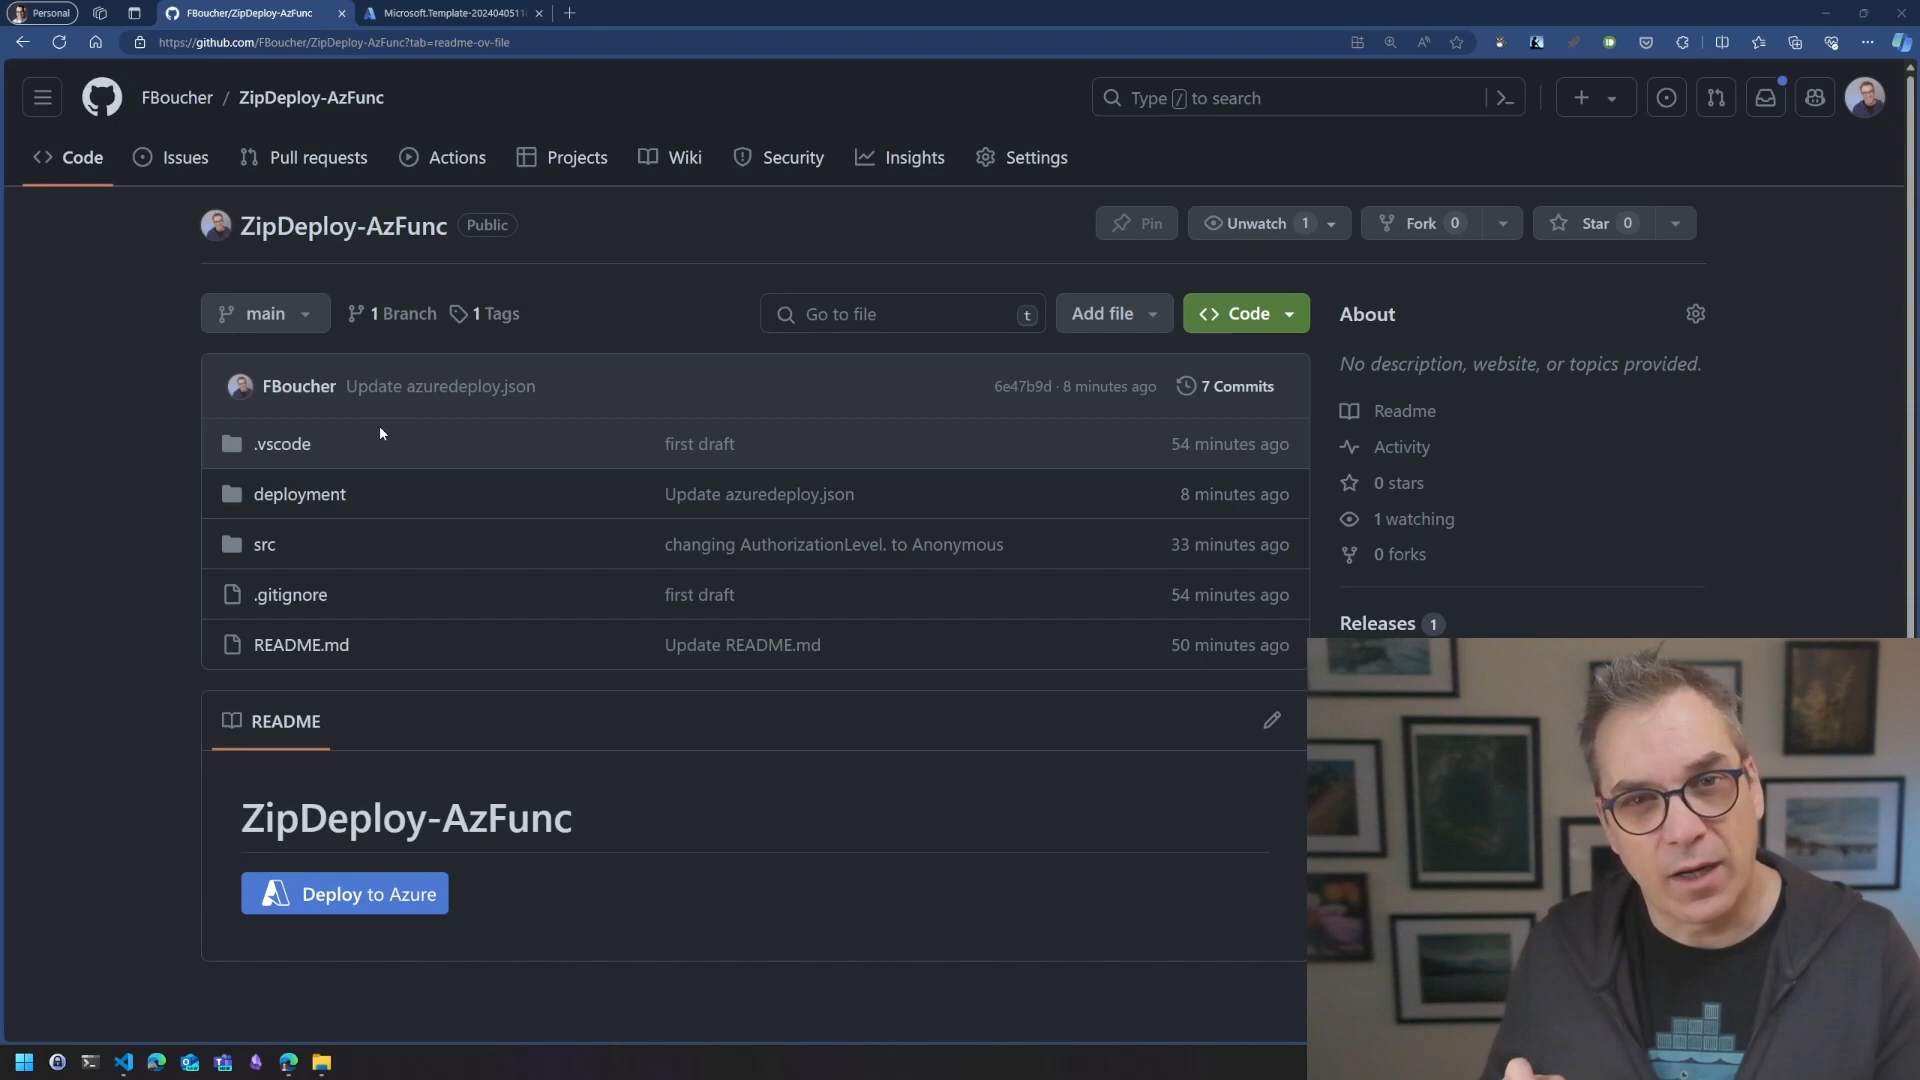 Personal
FBoucher/ZipDeploy-AzFunc
Microsoft.Template-2024040511
https://github.com/FBoucher/ZipDeploy-AzFunc?tab=readme-ov-file
FBoucher / ZipDeploy-AzFunc
Type / to search
Code
Issues
Pull requests
Actions
Projects
Wiki
Security
Insights
Settings
ZipDeploy-AzFunc
Public
Pin
Unwatch 1
Fork 0
Star 0
main
1 Branch
1 Tags
Go to file
t
Add file
Code
About
No description, website, or topics provided.
FBoucher Update azuredeploy.json
6e47b9d · 8 minutes ago
7 Commits
.vscode first draft 54 minutes ago
deployment Update azuredeploy.json 8 minutes ago
src changing AuthorizationLevel. to Anonymous 33 minutes ago
.gitignore first draft 54 minutes ago
README.md Update README.md 50 minutes ago
Readme
Activity
0 stars
1 watching
0 forks
Releases 1
README
ZipDeploy-AzFunc
Deploy to Azure